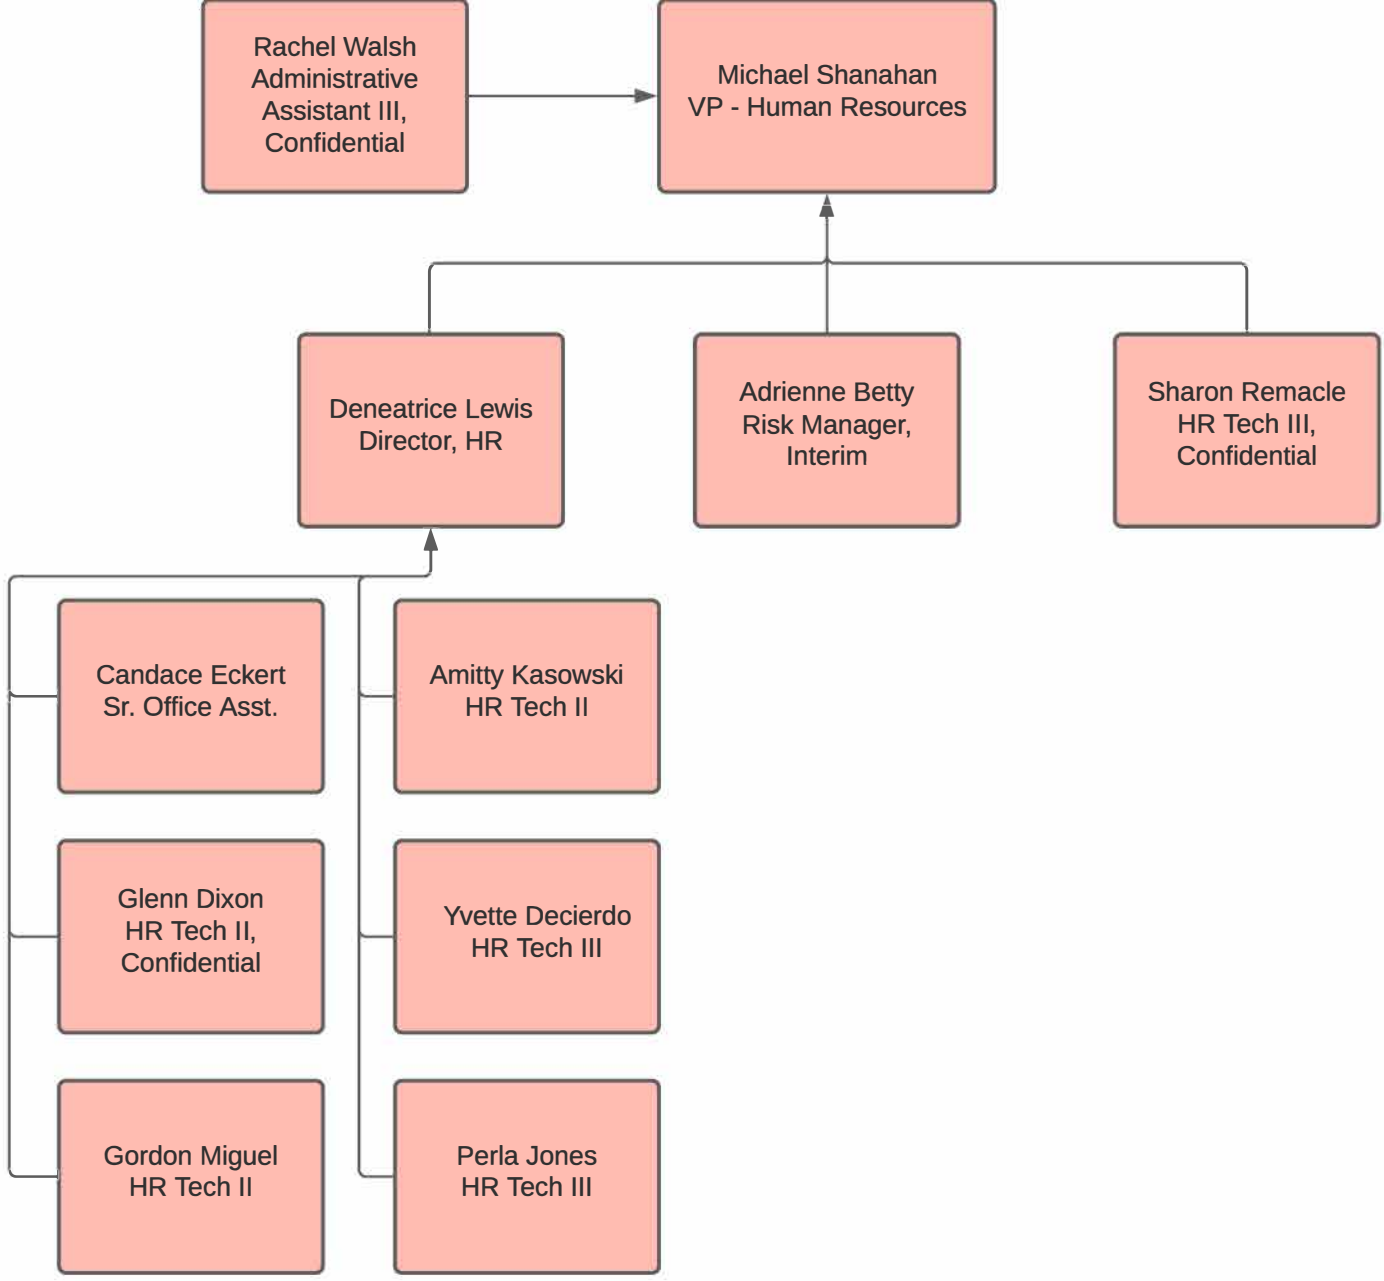 Rachel Walsh
Administrative
Assistant III,
Confidential
Michael Shanahan
VP - Human Resources
Deneatrice Lewis
Director, HR
Adrienne Betty
Risk Manager,
Interim
Sharon Remacle
HR Tech III,
Confidential
Candace Eckert
Sr. Office Asst.
Amitty Kasowski
HR Tech II
Glenn Dixon
HR Tech II,
Confidential
Yvette Decierdo
HR Tech III
Gordon Miguel
HR Tech II
Perla Jones
HR Tech III